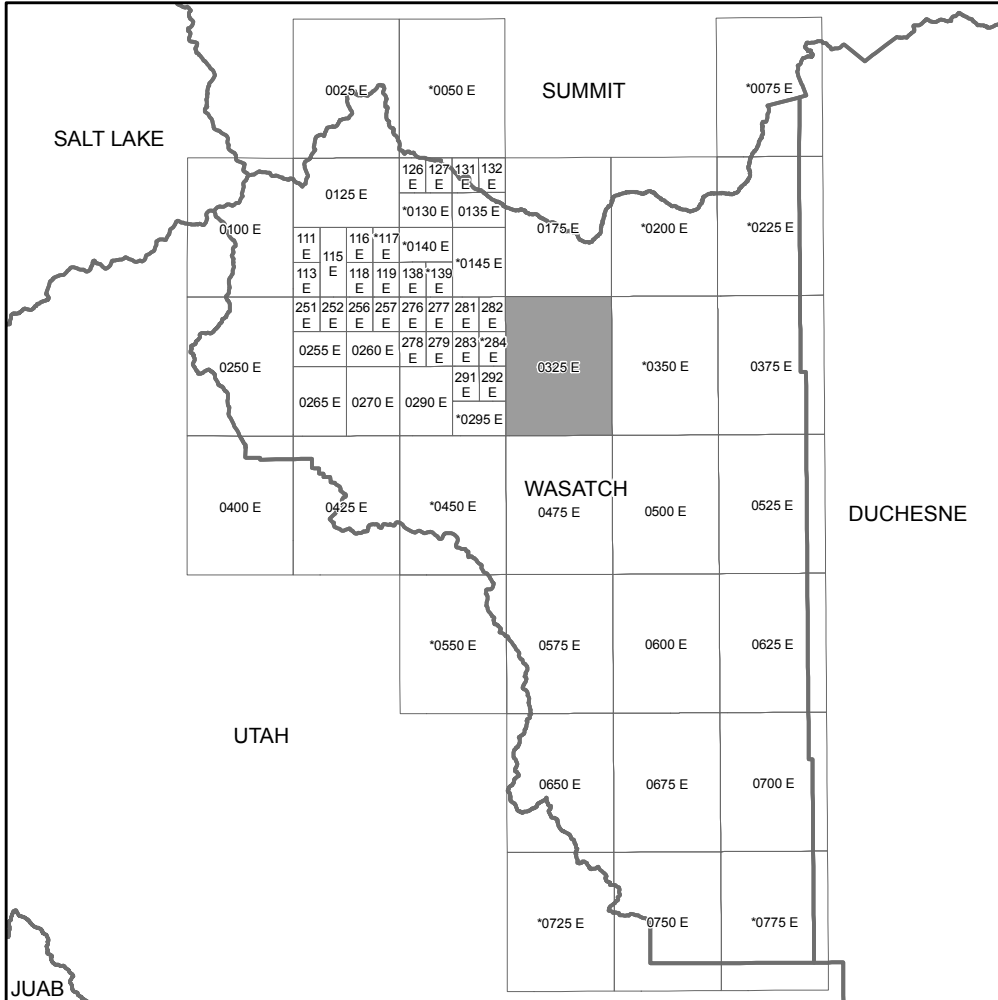 SUMMIT
0025 E
*0050 E
*0075 E
SALT LAKE
126
E
127
E
131
E
132
E
0125 E
*0130 E
0135 E
0100 E
0175 E
*0200 E
*0225 E
111
E
115
E
116
E
*117
E
*0140 E
*0145 E
113
E
118
E
119
E
138
E
*139
E
251
E
252
E
256
E
257
E
276
E
277
E
281
E
282
E
0255 E
0260 E
278
E
279
E
283
E
*284
E
0250 E
0325 E
*0350 E
0375 E
0265 E
0270 E
0290 E
291
E
292
E
*0295 E
WASATCH
0400 E
0425 E
*0450 E
0475 E
0500 E
0525 E
DUCHESNE
*0550 E
0575 E
0600 E
0625 E
UTAH
0650 E
0675 E
0700 E
*0725 E
0750 E
*0775 E
JUAB